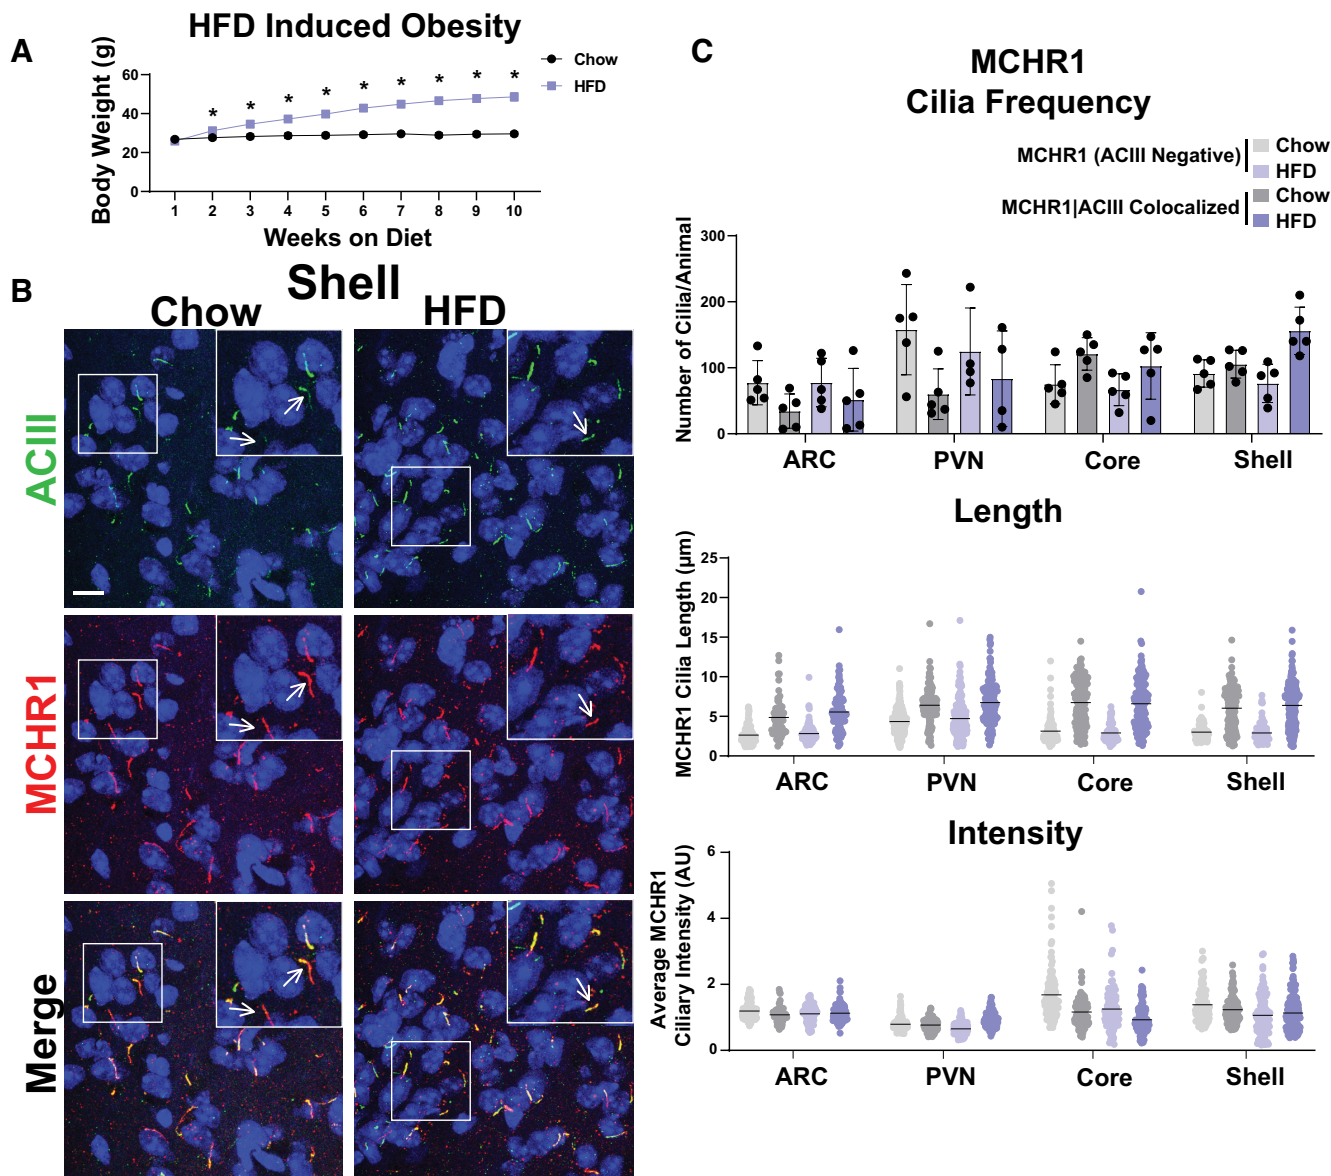 A
HFD Induced Obesity
Body Weight (g)
60
40
20
0
* * * * * * * * *
1 2 3 4 5 6 7 8 9 10
Weeks on Diet
Chow
HFD
B
Shell
Chow
HFD
ACIII
MCHR1
Merge
C
MCHR1
Cilia Frequency
MCHR1 (ACIII Negative)
Chow
HFD
MCHR1|ACIII Colocalized
Chow
HFD
Number of Cilia/Animal
300
200
100
0
ARC PVN Core Shell
Length
MCHR1 Cilia Length (μm)
25
20
15
10
5
0
ARC PVN Core Shell
Intensity
Average MCHR1
Ciliary Intensity (AU)
6
4
2
0
ARC PVN Core Shell